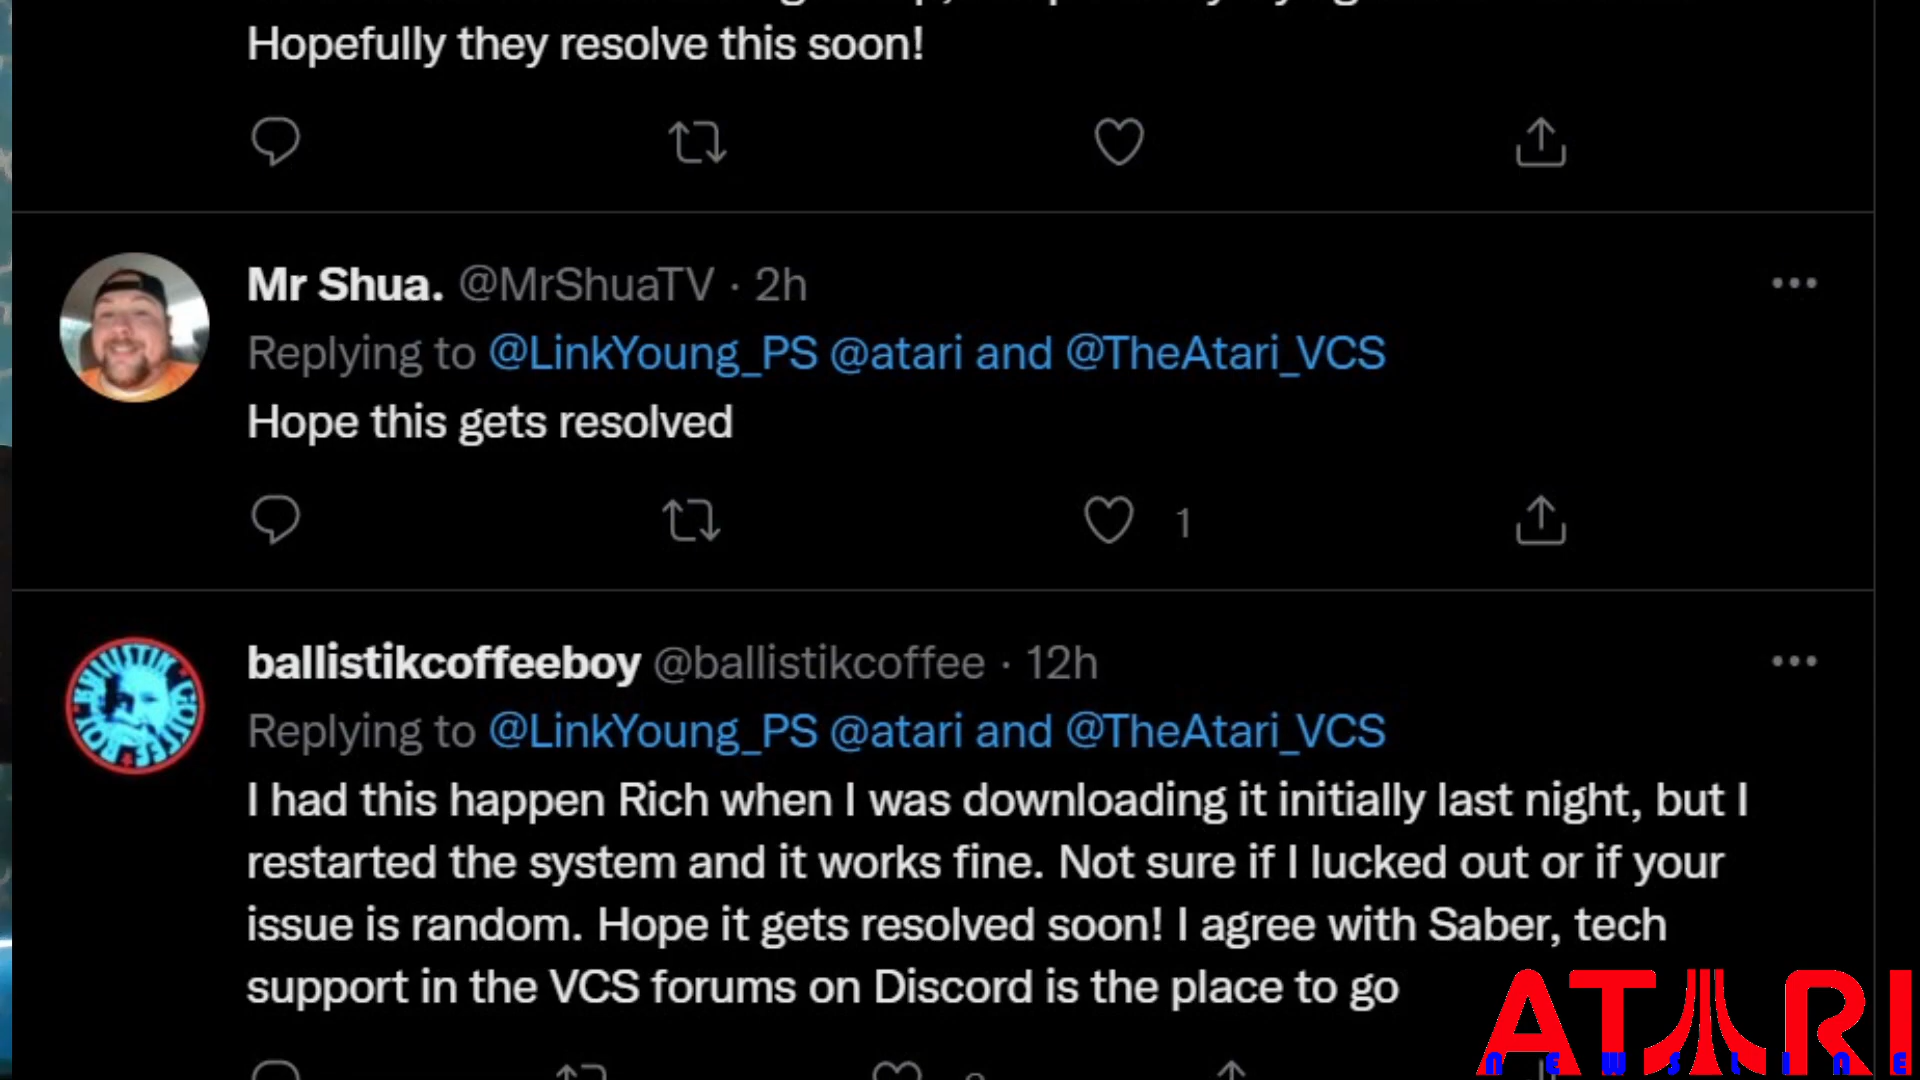 Hopefully they resolve this soon!
Mr Shua. @MrShuaTV · 2h
Replying to @LinkYoung_PS @atari and @TheAtari_VCS
Hope this gets resolved
1
ballistikcoffeeboy @ballistikcoffee · 12h
Replying to @LinkYoung_PS @atari and @TheAtari_VCS
I had this happen Rich when I was downloading it initially last night, but I
restarted the system and it works fine. Not sure if I lucked out or if your
issue is random. Hope it gets resolved soon! I agree with Saber, tech
support in the VCS forums on Discord is the place to go
ATARI
NEWSLINE